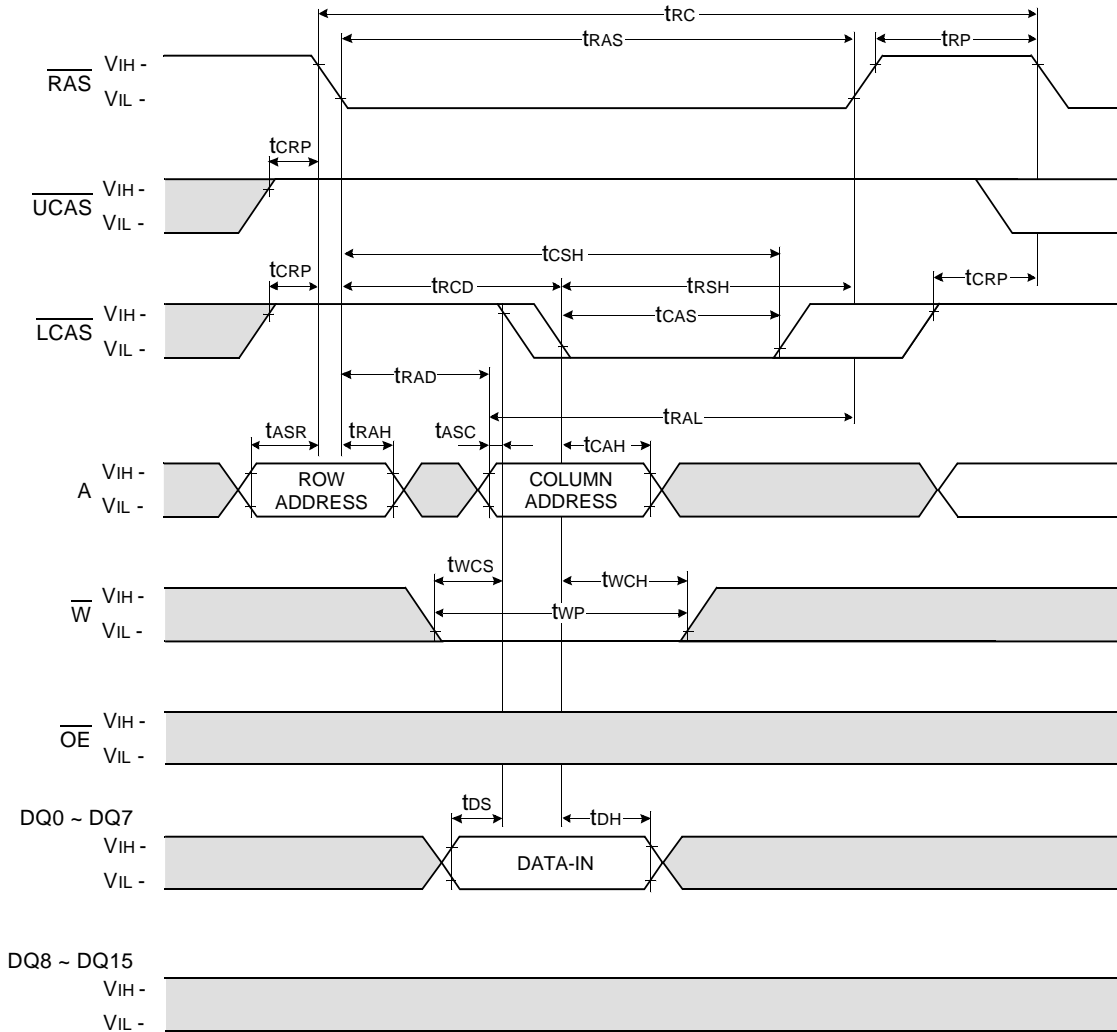 tRC
tRAS
tRP
RAS
VIH -
VIL -
tCRP
UCAS
VIH -
VIL -
tCSH
tCRP
tRCD
tRSH
tCRP
LCAS
VIH -
VIL -
tCAS
tRAD
tRAL
tASR
tRAH
tASC
tCAH
A
VIH -
VIL -
ROW
ADDRESS
COLUMN
ADDRESS
tWCS
tWCH
W
VIH -
VIL -
tWP
OE
VIH -
VIL -
DQ0 ~ DQ7
tDS
tDH
VIH -
VIL -
DATA-IN
DQ8 ~ DQ15
VIH -
VIL -